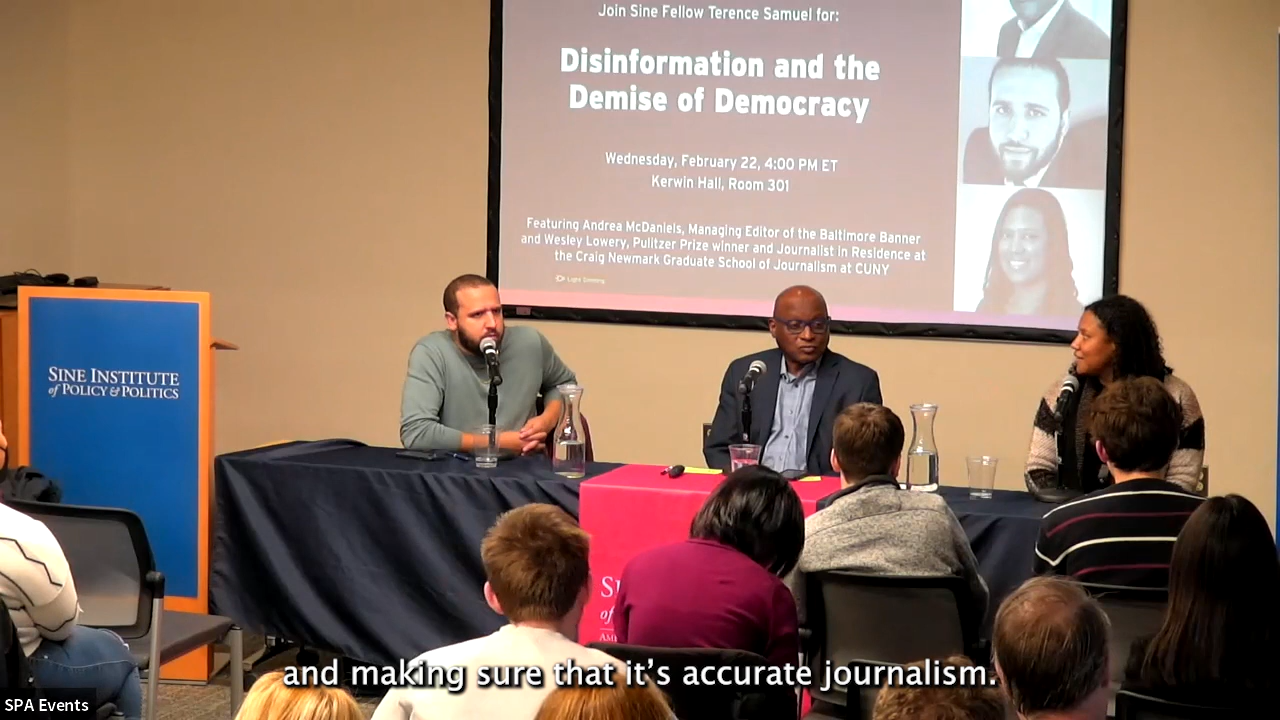 Join Sine Fellow Terence Samuel for:
Disinformation and the
Demise of Democracy
Wednesday, February 22, 4:00 PM ET
Kerwin Hall, Room 301
Featuring Andrea McDaniels, Managing Editor of the Baltimore Banner
and Wesley Lowery, Pulitzer Prize winner and Journalist in Residence at
the Craig Newmark Graduate School of Journalism at CUNY
SINE INSTITUTE
of POLICY & POLITICS
and making sure that it's accurate journalism.
SPA Events